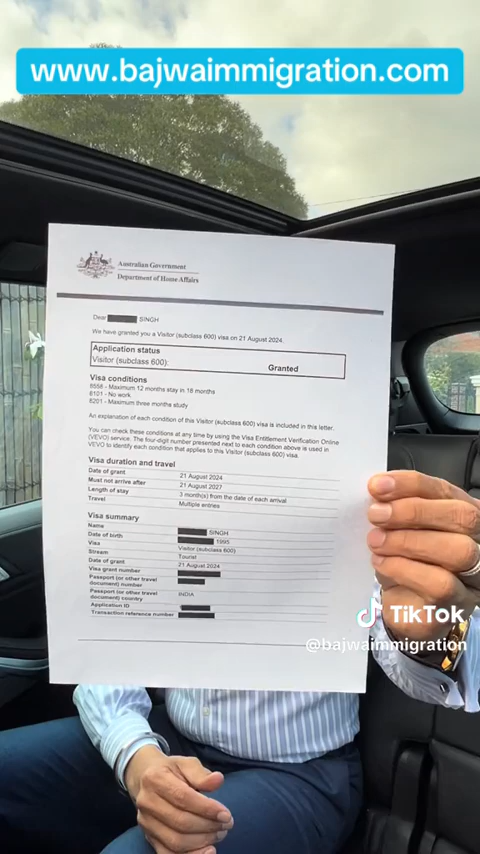 www.bajwaimmigration.com
Australian Government
Department of Home Affairs
Dear SINGH
We have granted you a Visitor (subclass 600) visa on 21 August 2024.
Application status
Visitor (subclass 600): Granted
Visa conditions
8558 - Maximum 12 months stay in 18 months
8101 - No work
8201 - Maximum three months study
An explanation of each condition of this Visitor (subclass 600) visa is included in this letter.
You can check these conditions at any time by using the Visa Entitlement Verification Online
(VEVO) service. The four-digit number presented next to each condition above is used in
VEVO to identify each condition that applies to this Visitor (subclass 600) visa.
Visa duration and travel
Date of grant 21 August 2024
Must not arrive after 21 August 2027
Length of stay 3 month(s) from the date of each arrival
Travel Multiple entries
Visa summary
Name SINGH
Date of birth 1995
Visa Visitor (subclass 600)
Stream Tourist
Date of grant 21 August 2024
Visa grant number
Passport (or other travel
document) number
Passport (or other travel
document) country INDIA
Application ID
Transaction reference number
TikTok
@bajwaimmigration